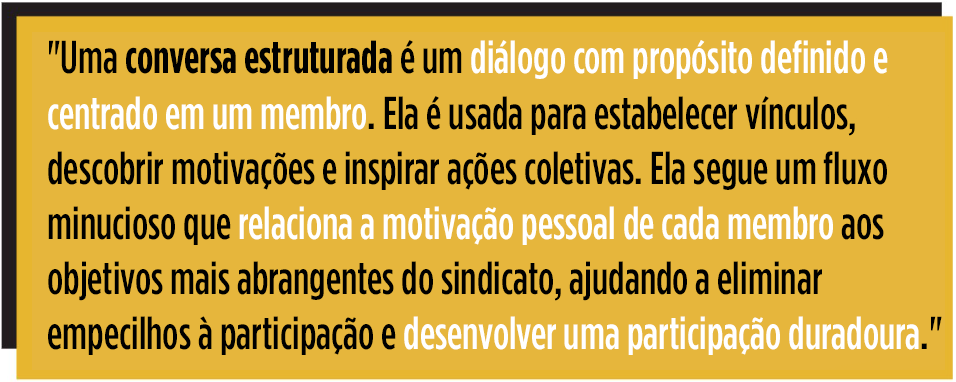 "Uma conversa estruturada é um diálogo com propósito definido e
centrado em um membro. Ela é usada para estabelecer vínculos,
descobrir motivações e inspirar ações coletivas. Ela segue um fluxo
minucioso que relaciona a motivação pessoal de cada membro aos
objetivos mais abrangentes do sindicato, ajudando a eliminar
empecilhos à participação e desenvolver uma participação duradoura."